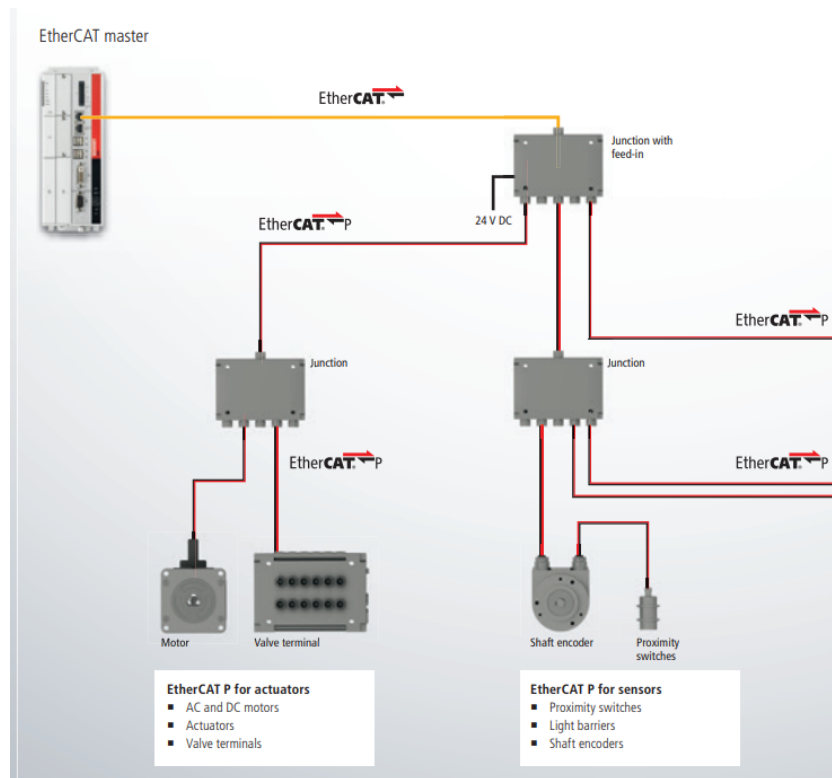 EtherCAT master
EtherCAT.
Junction with
feed-in
24 V DC
EtherCAT.P
EtherCAT.P
Junction
Junction
EtherCAT.P
EtherCAT.P
Motor
Valve terminal
Shaft encoder
Proximity
switches
EtherCAT P for actuators
■ AC and DC motors
■ Actuators
■ Valve terminals
EtherCAT P for sensors
■ Proximity switches
■ Light barriers
■ Shaft encoders